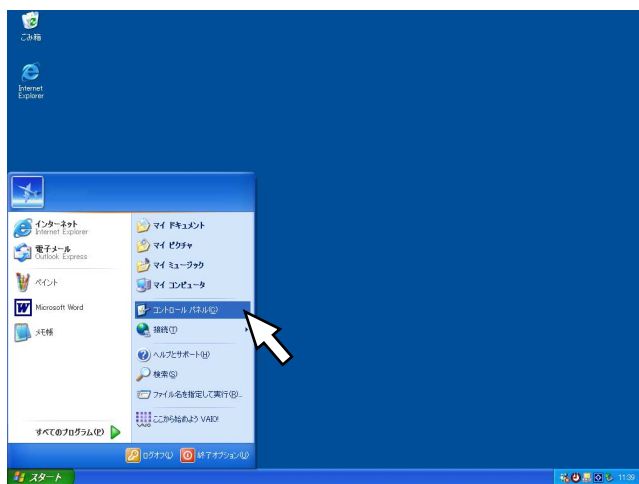 ごみ箱
Internet
Explorer
インターネット
Internet Explorer
電子メール
Outlook Express
ペイント
Microsoft Word
メモ帳
すべてのプログラム(P)
マイ ドキュメント
マイ ピクチャ
マイ ミュージック
マイ コンピュータ
コントロール パネル(C)
接続(T)
ヘルプとサポート(H)
検索(S)
ファイル名を指定して実行(R)...
ここから始めよう VAIO!
ログオフ(L)
終了オプション(U)
スタート
11:39